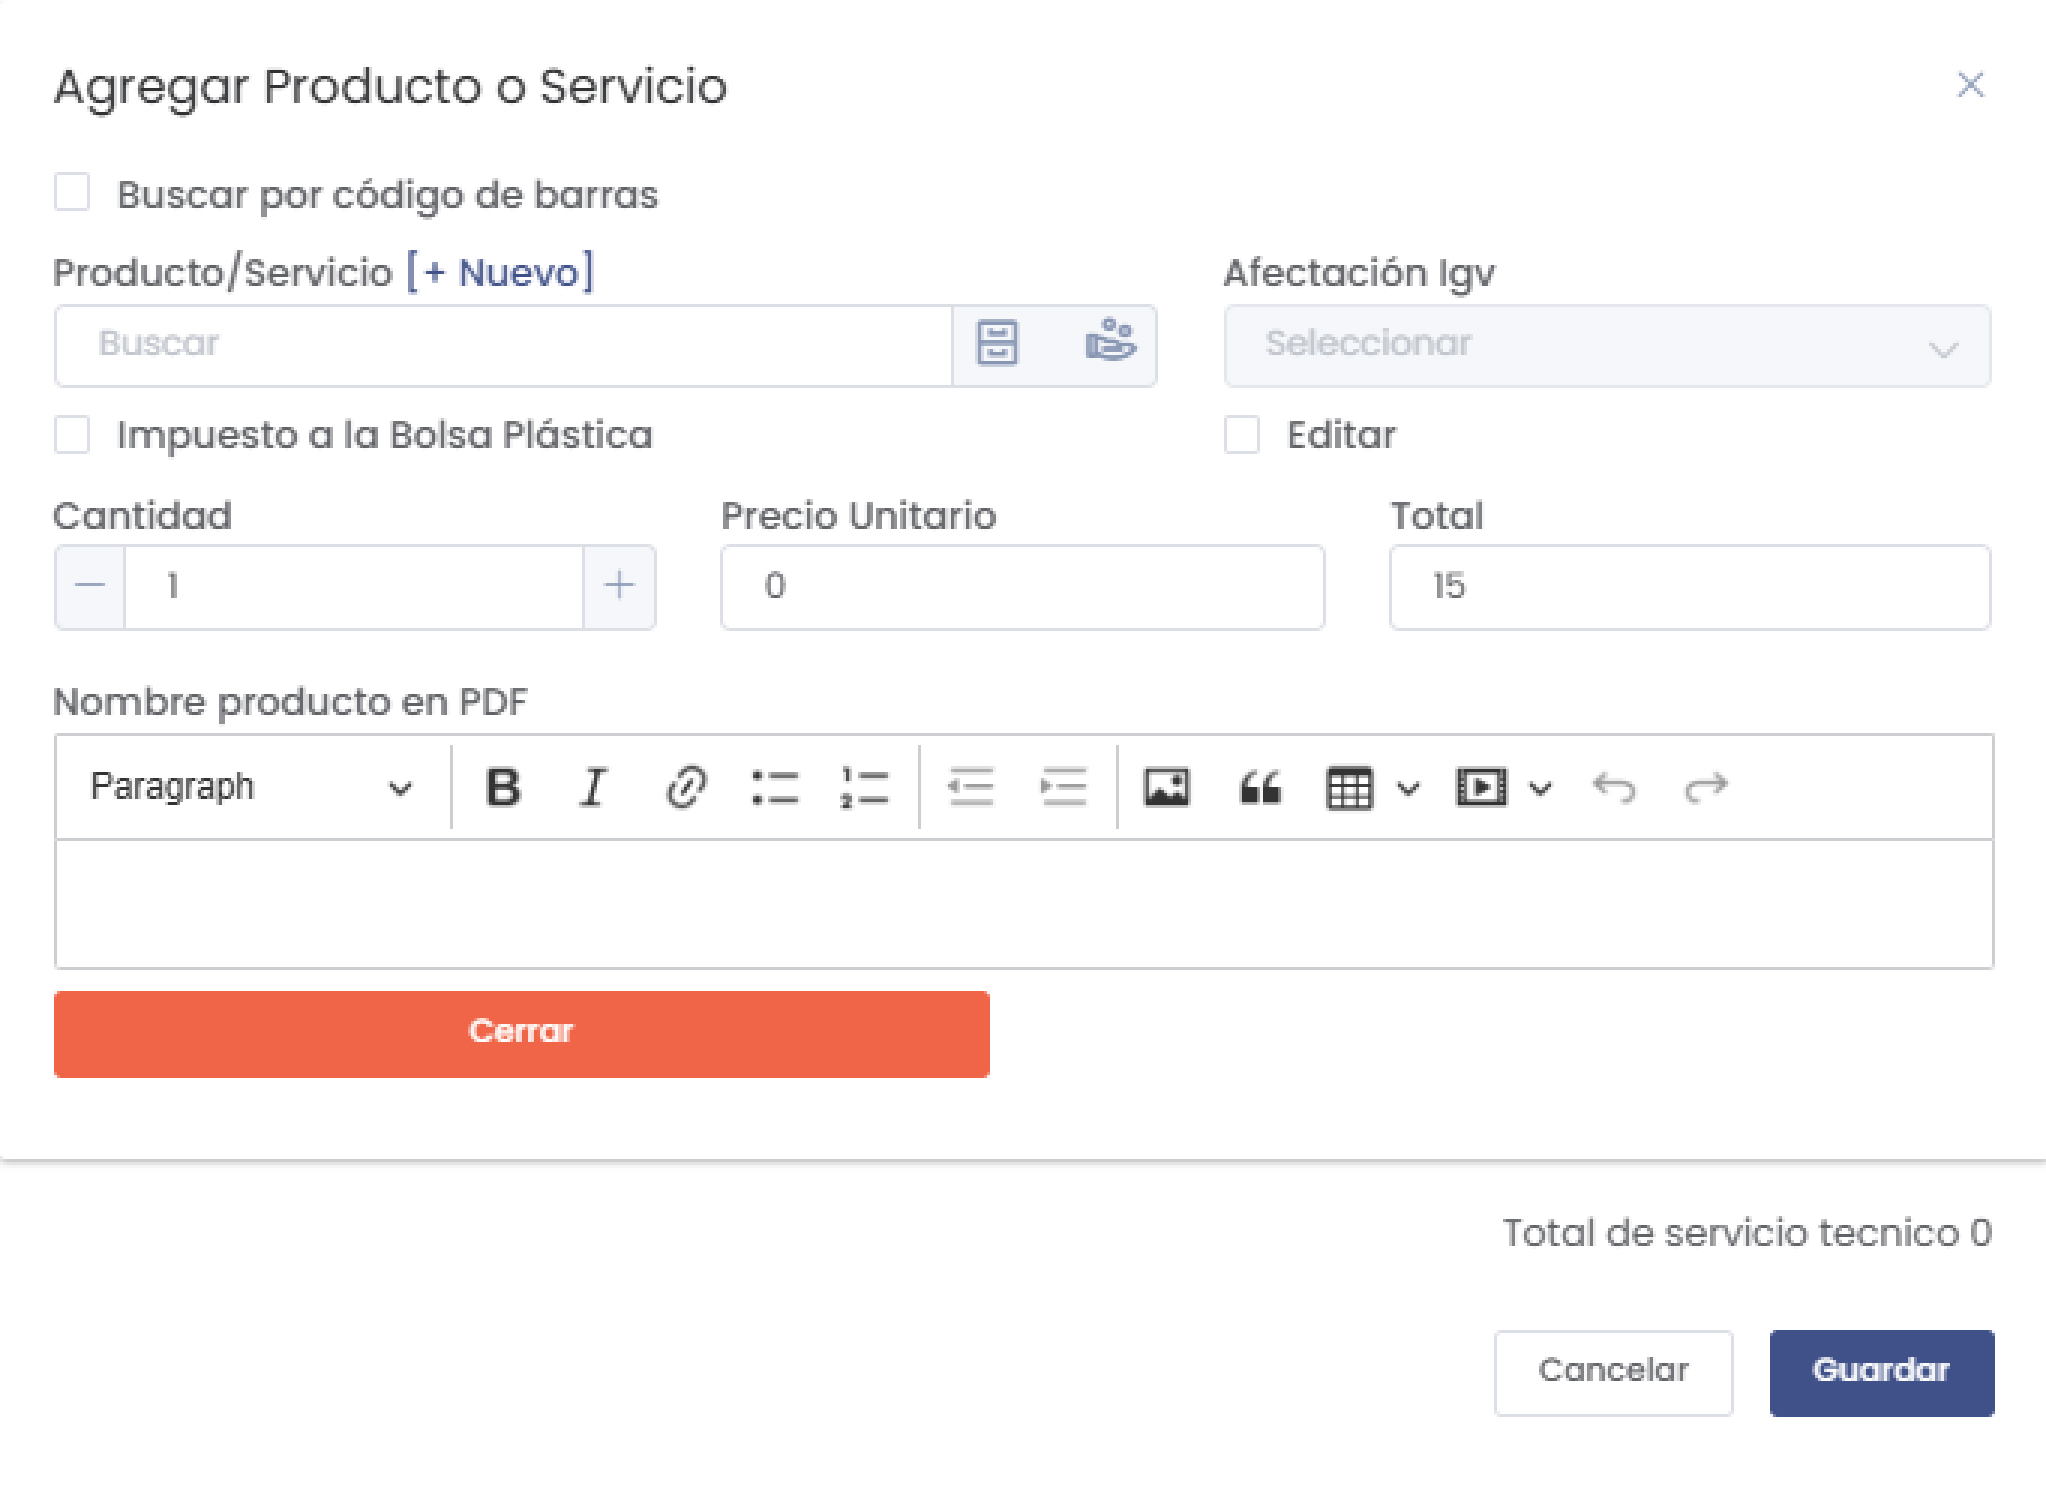 Agregar Producto o Servicio
Buscar por código de barras
Producto/Servicio [+ Nuevo]
Afectación Igv
Buscar
Seleccionar
Impuesto a la Bolsa Plástica
Editar
Cantidad
Precio Unitario
Total
1
0
15
Nombre producto en PDF
Paragraph
Cerrar
Total de servicio tecnico 0
Cancelar
Guardar